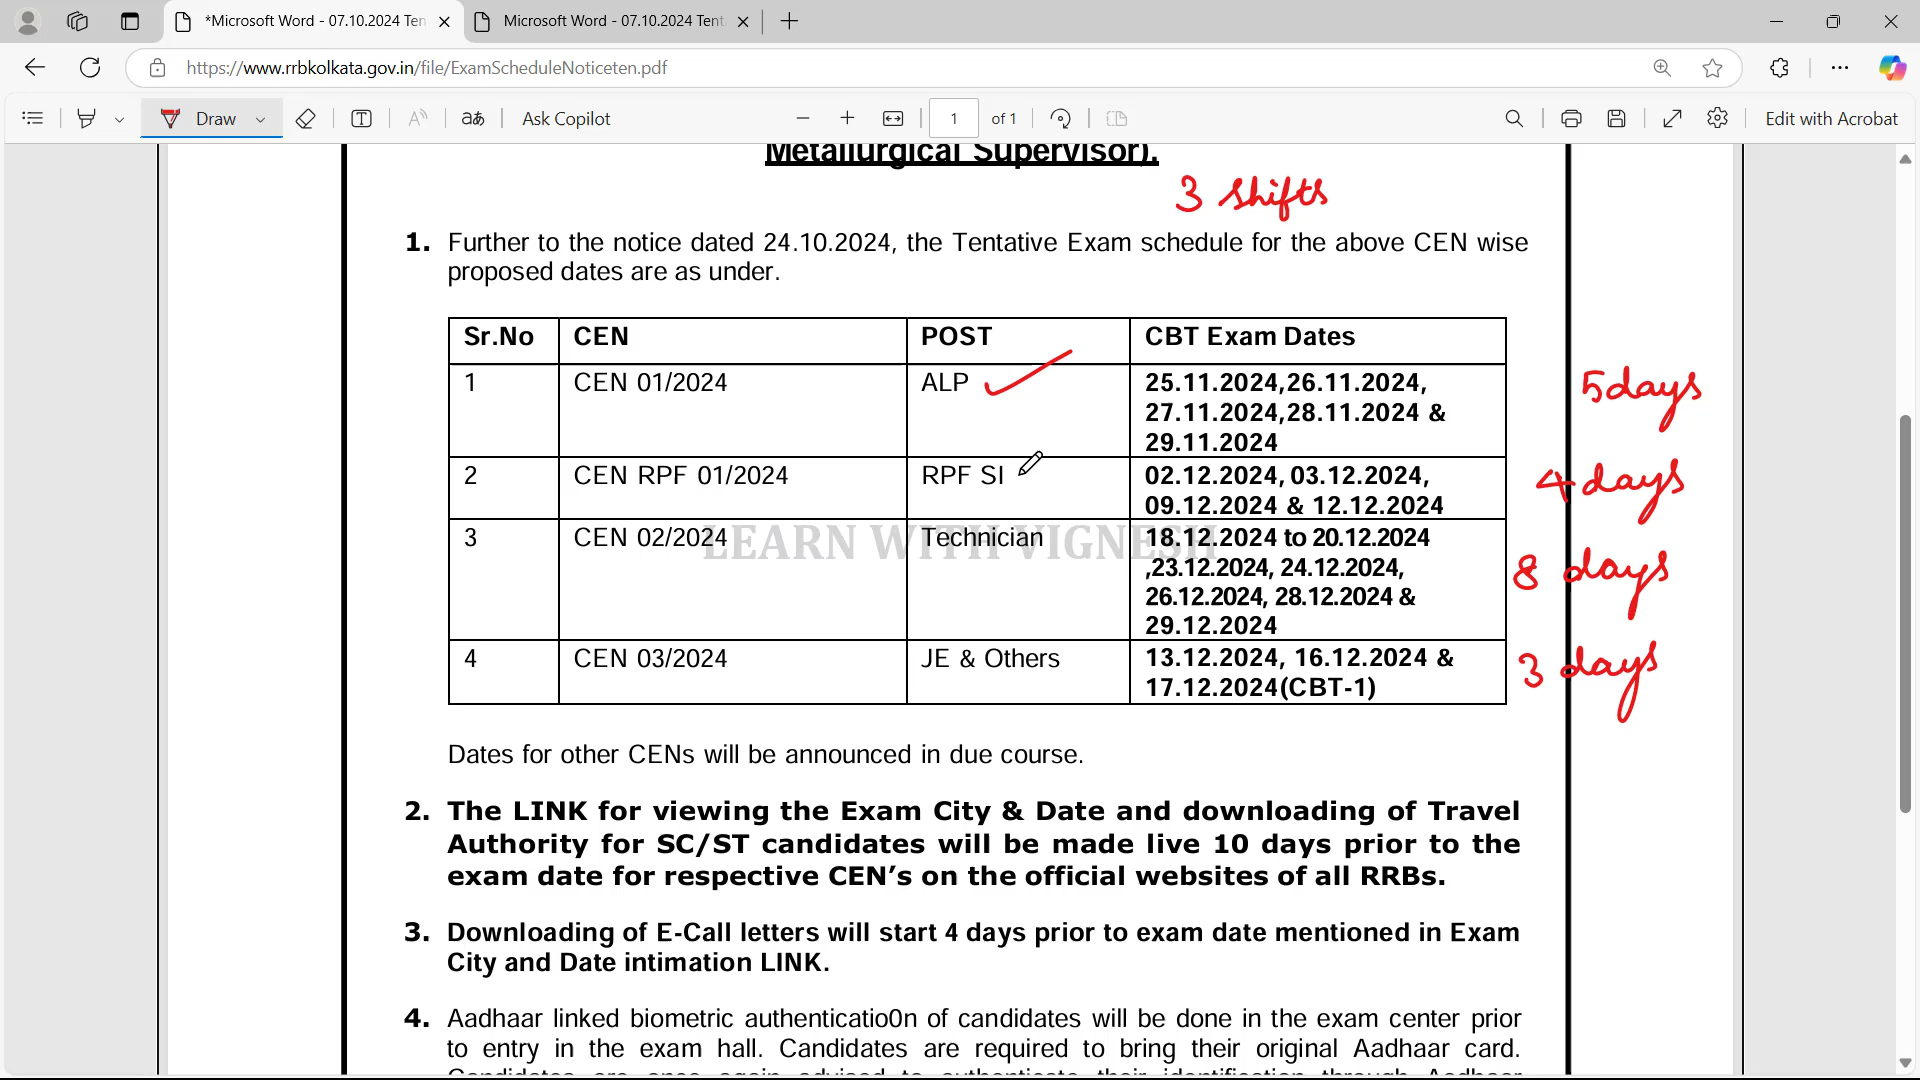 *Microsoft Word - 07.10.2024 Ten
Microsoft Word - 07.10.2024 Tent
https://www.rrbkolkata.gov.in/file/ExamScheduleNoticeten.pdf
Draw
Ask Copilot
1 of 1
Edit with Acrobat
Metallurgical Supervisor).
3 shifts
1. Further to the notice dated 24.10.2024, the Tentative Exam schedule for the above CEN wise
proposed dates are as under.
Sr.No CEN POST CBT Exam Dates
1 CEN 01/2024 ALP 25.11.2024,26.11.2024,
27.11.2024,28.11.2024 &
29.11.2024
5days
2 CEN RPF 01/2024 RPF SI 02.12.2024, 03.12.2024,
09.12.2024 & 12.12.2024
4 days
LEARN WITH VIGNESH
3 CEN 02/2024 Technician 18.12.2024 to 20.12.2024
,23.12.2024, 24.12.2024,
26.12.2024, 28.12.2024 &
29.12.2024
8 days
4 CEN 03/2024 JE & Others 13.12.2024, 16.12.2024 &
17.12.2024(CBT-1)
3 days
Dates for other CENs will be announced in due course.
2. The LINK for viewing the Exam City & Date and downloading of Travel
Authority for SC/ST candidates will be made live 10 days prior to the
exam date for respective CEN’s on the official websites of all RRBs.
3. Downloading of E-Call letters will start 4 days prior to exam date mentioned in Exam
City and Date intimation LINK.
4. Aadhaar linked biometric authenticatio0n of candidates will be done in the exam center prior
to entry in the exam hall. Candidates are required to bring their original Aadhaar card.
Candidates are once again advised to authenticate their identification through Aadhaar